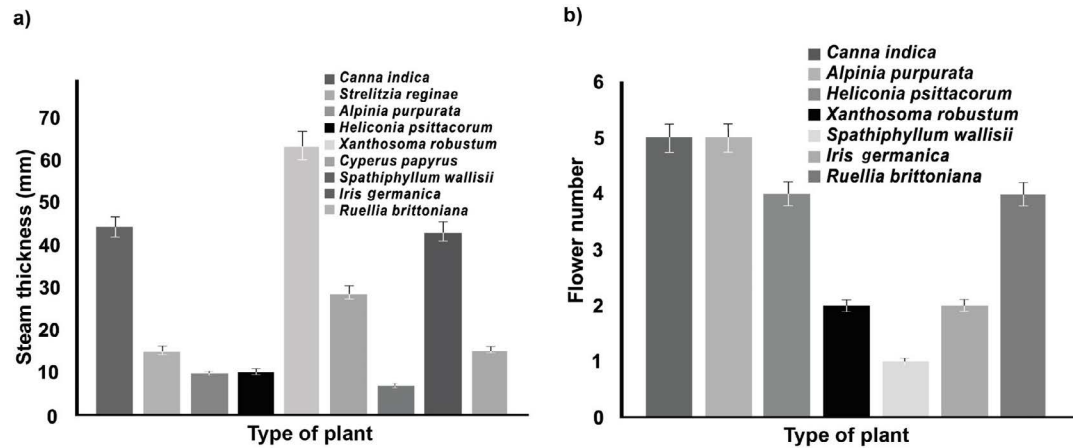 a)
Steam thickness (mm)
70
60
50
40
30
20
10
0
Canna indica
Strelitzia reginae
Alpinia purpurata
Heliconia psittacorum
Xanthosoma robustum
Cyperus papyrus
Spathiphyllum wallisii
Iris germanica
Ruellia brittoniana
Type of plant
b)
Flower number
6
5
4
3
2
1
0
Canna indica
Alpinia purpurata
Heliconia psittacorum
Xanthosoma robustum
Spathiphyllum wallisii
Iris germanica
Ruellia brittoniana
Type of plant